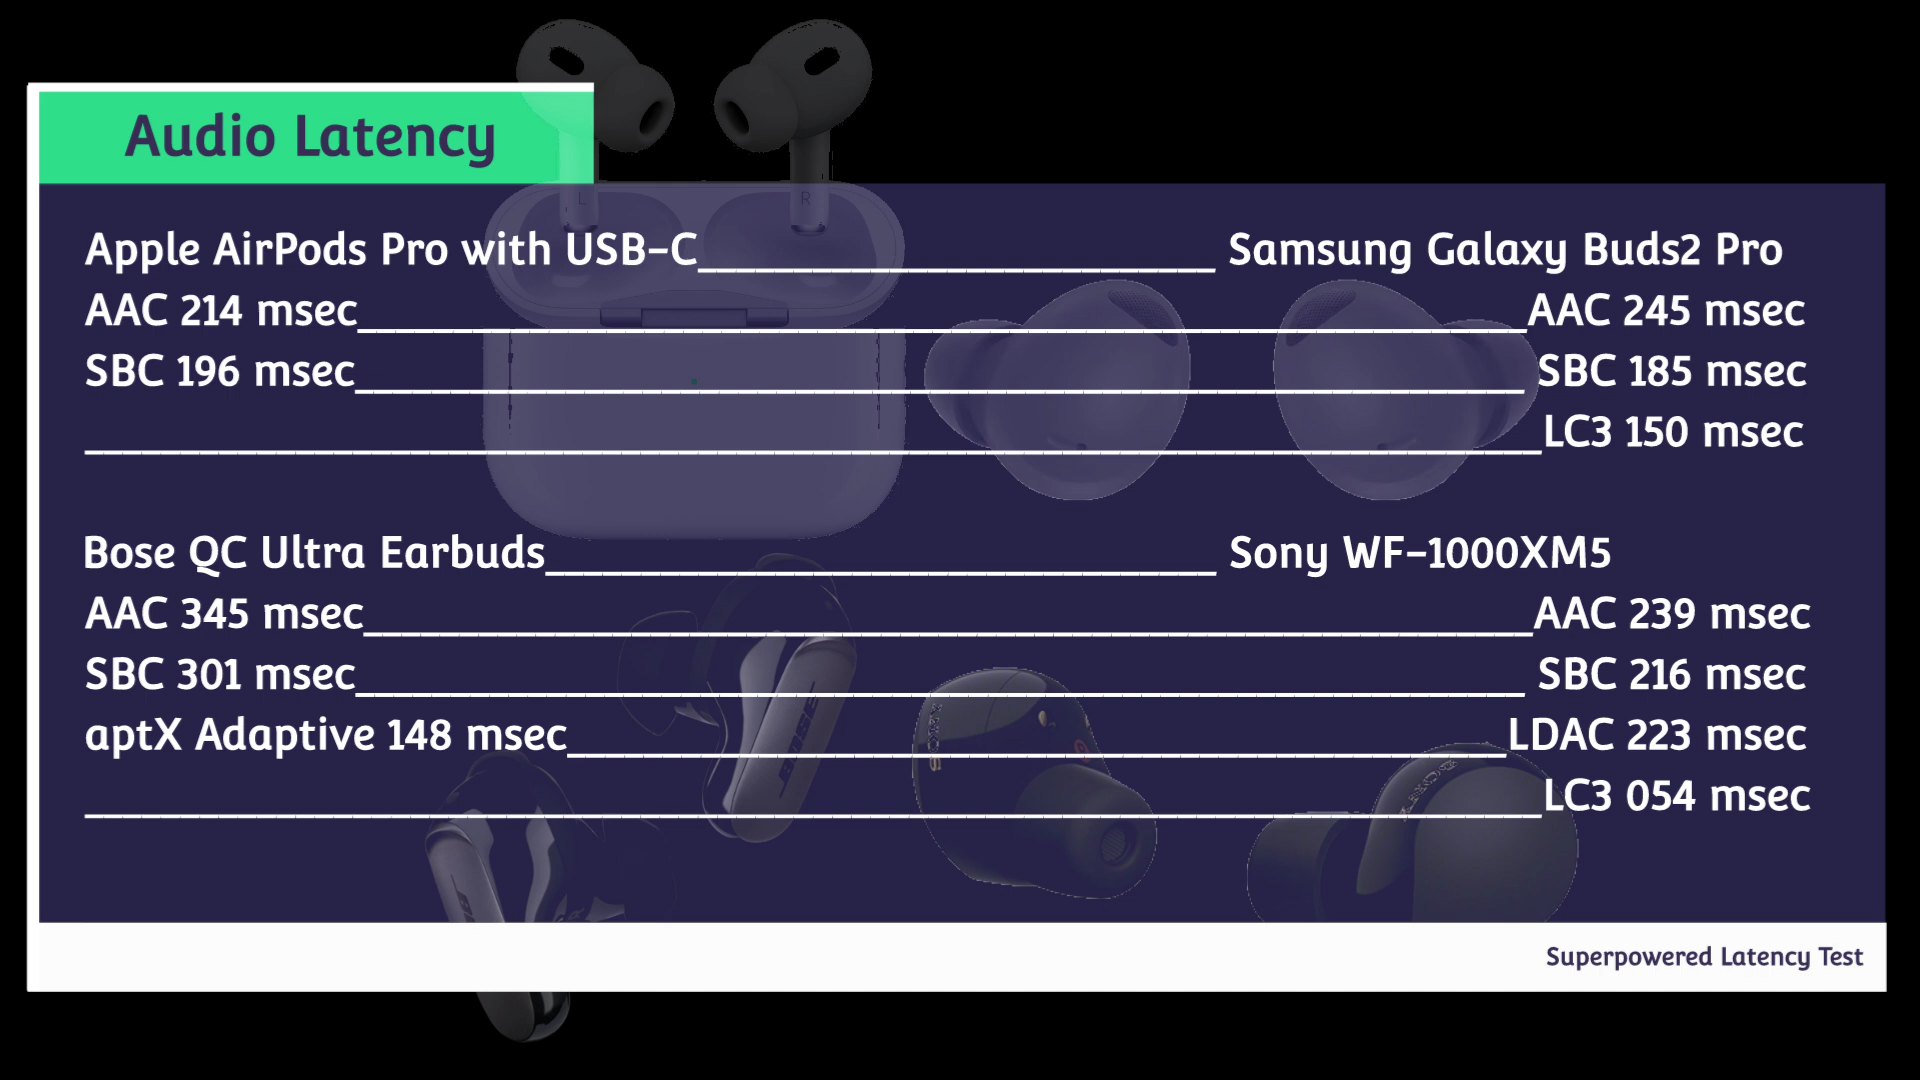 Audio Latency
Apple AirPods Pro with USB-C Samsung Galaxy Buds2 Pro
AAC 214 msec AAC 245 msec
SBC 196 msec SBC 185 msec
LC3 150 msec
Bose QC Ultra Earbuds Sony WF-1000XM5
AAC 345 msec AAC 239 msec
SBC 301 msec SBC 216 msec
aptX Adaptive 148 msec LDAC 223 msec
LC3 054 msec
Superpowered Latency Test
L
R
BOSE
SONY
SONY